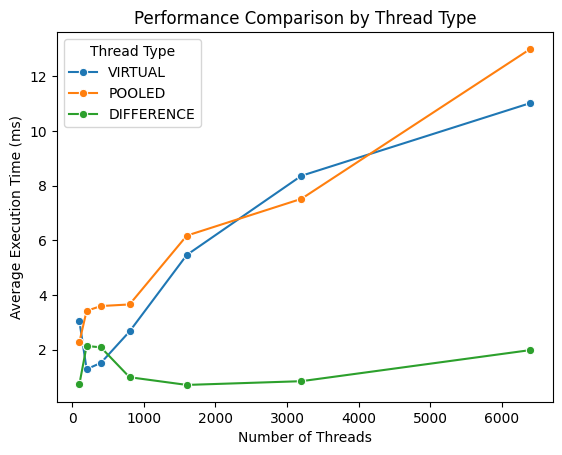 Performance Comparison by Thread Type
Thread Type
VIRTUAL
POOLED
DIFFERENCE
Average Execution Time (ms)
12
10
8
6
4
2
0 1000 2000 3000 4000 5000 6000
Number of Threads